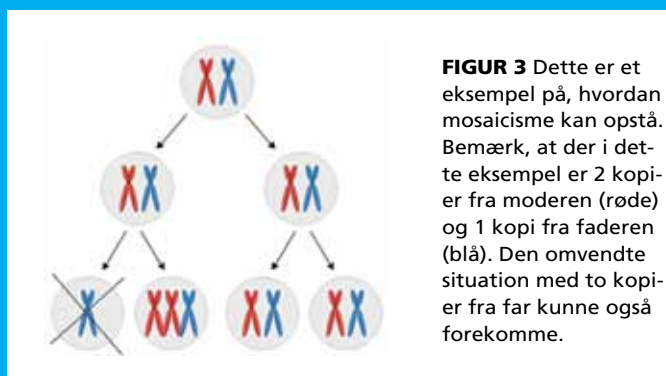 FIGUR 3 Dette er et
eksempel på, hvordan
mosaicisme kan opstå.
Bemærk, at der i det-
te eksempel er 2 kopi-
er fra moderen (røde)
og 1 kopi fra faderen
(blå). Den omvendte
situation med to kopi-
er fra far kunne også
forekomme.